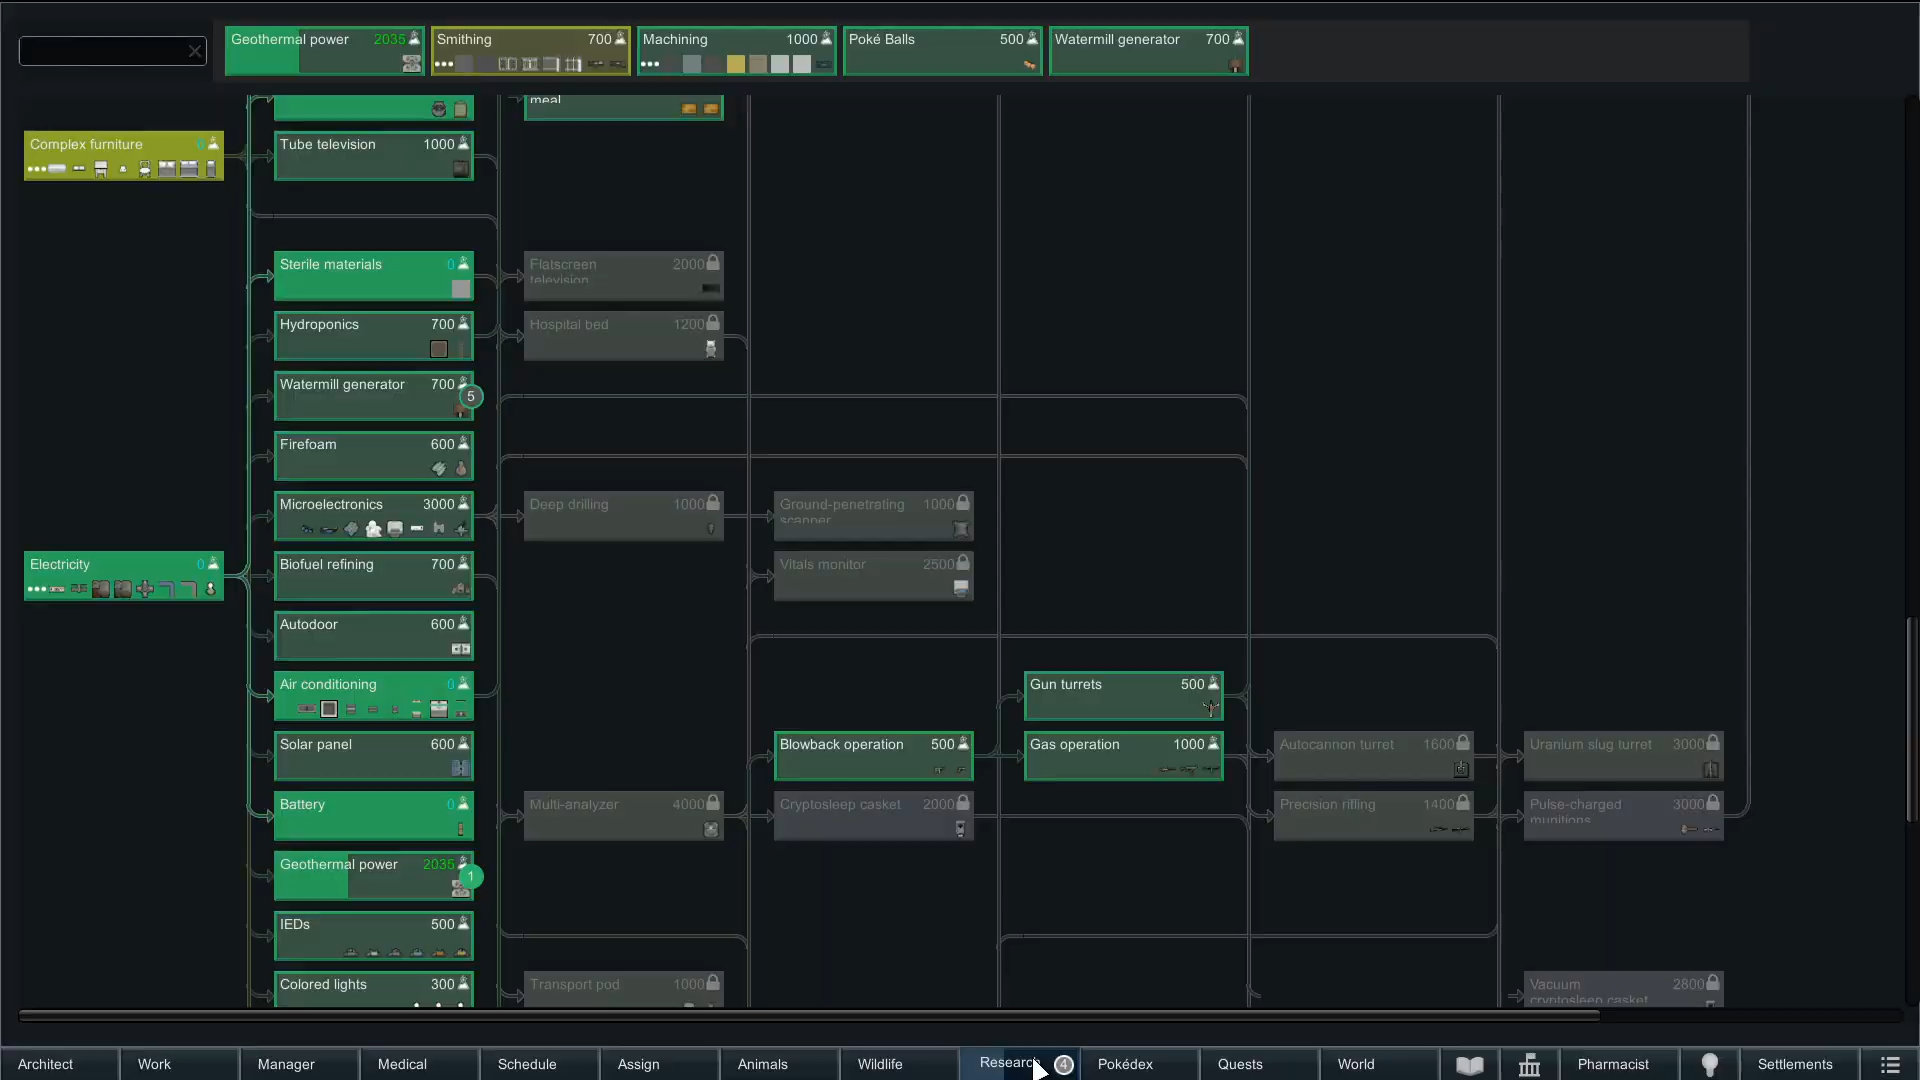 Geothermal power 2035
Smithing 700
Machining 1000
Poké Balls 500
Watermill generator 700
meal
Complex furniture
Tube television 1000
Sterile materials 0
Flatscreen television 2000
Hydroponics 700
Hospital bed 1200
Watermill generator 700
5
Firefoam 600
Microelectronics 3000
Deep drilling 1000
Ground-penetrating scanner 1000
Electricity 0
Biofuel refining 700
Vitals monitor 2500
Autodoor 600
Air conditioning 0
Gun turrets 500
Solar panel 600
Blowback operation 500
Gas operation 1000
Autocannon turret 1600
Uranium slug turret 3000
Battery 0
Multi-analyzer 4000
Cryptosleep casket 2000
Precision rifling 1400
Pulse-charged munitions 3000
Geothermal power 2035
1
IEDs 500
Colored lights 300
Transport pod 1000
Vacuum cryptosleep casket 2800
Architect Work Manager Medical Schedule Assign Animals Wildlife Research 4 Pokédex Quests World Pharmacist Settlements